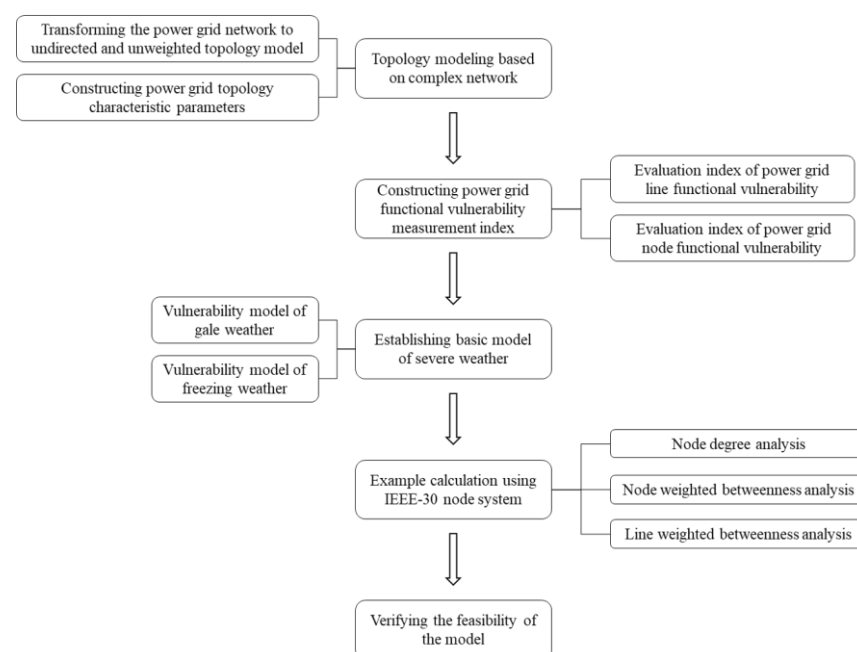 Transforming the power grid network to
undirected and unweighted topology model
Constructing power grid topology
characteristic parameters
Topology modeling based
on complex network
Constructing power grid
functional vulnerability
measurement index
Evaluation index of power grid
line functional vulnerability
Evaluation index of power grid
node functional vulnerability
Vulnerability model of
gale weather
Vulnerability model of
freezing weather
Establishing basic model
of severe weather
Example calculation using
IEEE-30 node system
Node degree analysis
Node weighted betweenness analysis
Line weighted betweenness analysis
Verifying the feasibility of
the model